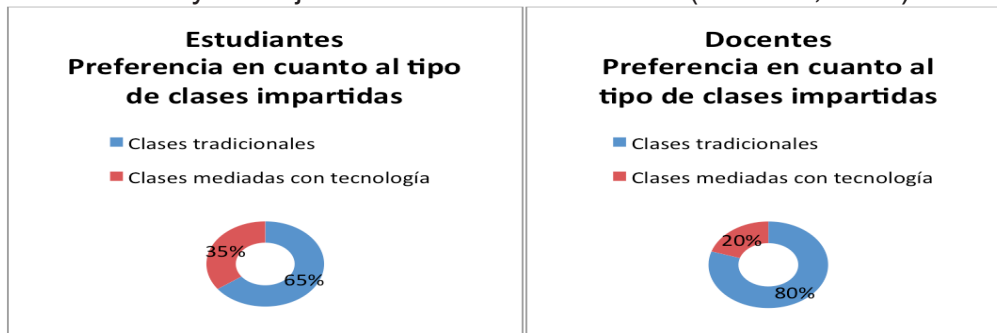 Estudiantes
Preferencia en cuanto al tipo
de clases impartidas
Clases tradicionales
Clases mediadas con tecnología
35%
65%
Docentes
Preferencia en cuanto al
tipo de clases impartidas
Clases tradicionales
Clases mediadas con tecnología
20%
80%